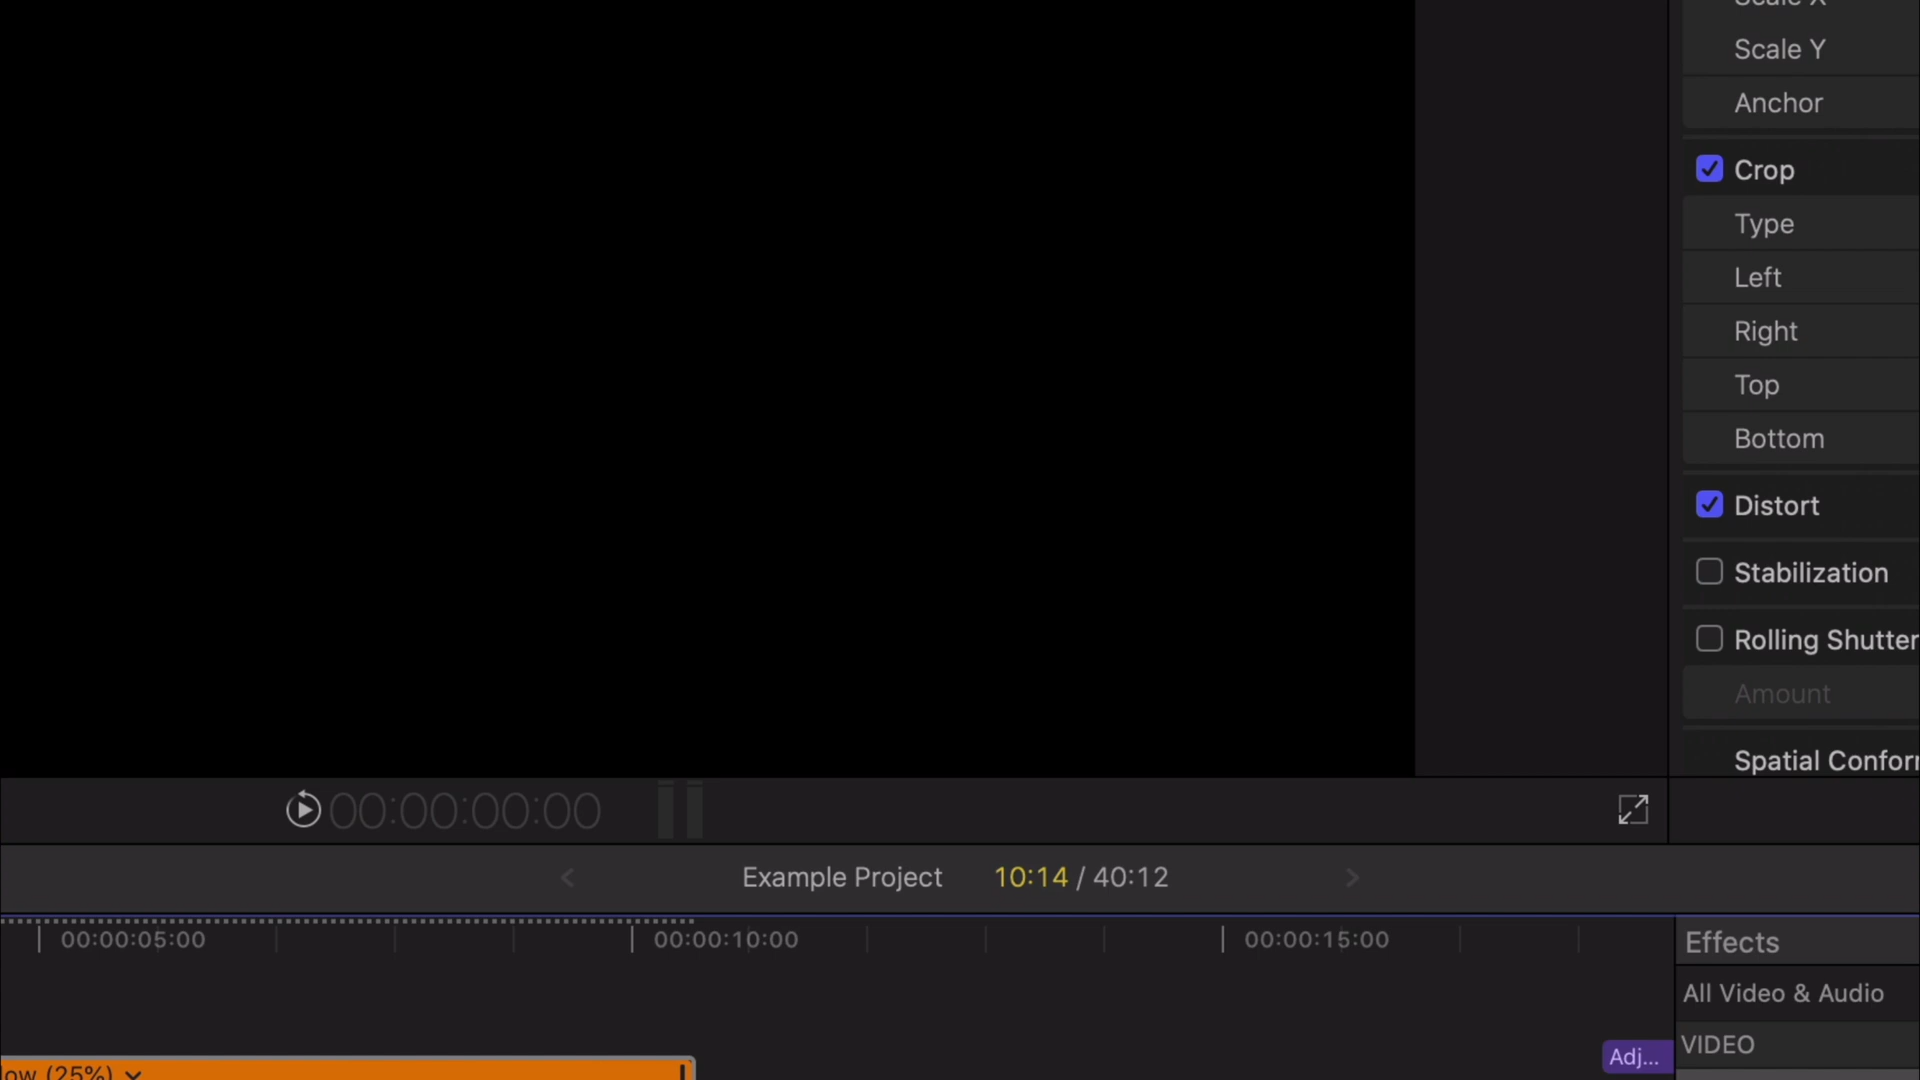 Scale X
Scale Y
Anchor
Crop
Type
Left
Right
Top
Bottom
Distort
Stabilization
Rolling Shutter
Amount
Spatial Confor
00:00:00:00
Example Project 10:14 / 40:12
00:00:05:00 00:00:10:00 00:00:15:00
Effects
All Video & Audio
VIDEO
Adj...
low (25%)